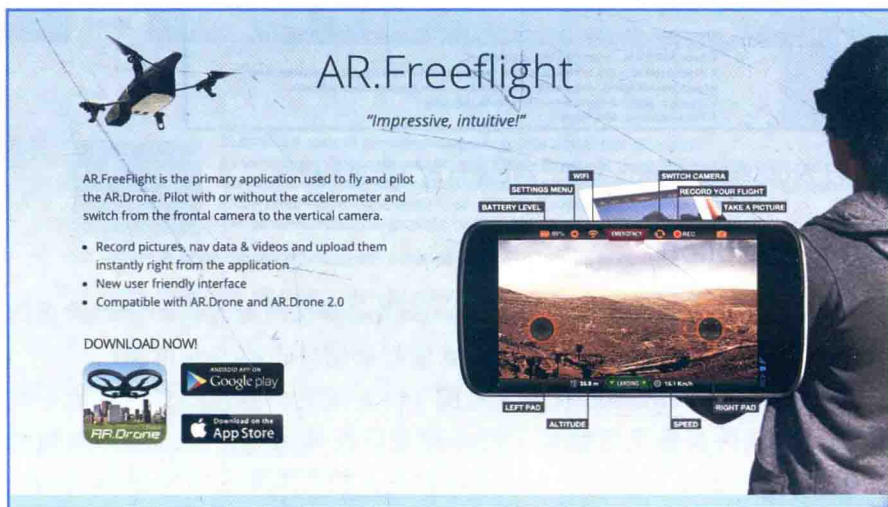 AR.Freeflight
"Impressive, intuitive!"
AR.FreeFlight is the primary application used to fly and pilot
the AR.Drone. Pilot with or without the accelerometer and
switch from the frontal camera to the vertical camera.
• Record pictures, nav data & videos and upload them
instantly right from the application
• New user friendly interface
• Compatible with AR.Drone and AR.Drone 2.0
DOWNLOAD NOW!
AR.Drone
ANDROID APP ON
Google play
Download on the
App Store
WIFI
SWITCH CAMERA
SETTINGS MENU
RECORD YOUR FLIGHT
BATTERY LEVEL
TAKE A PICTURE
EMERGENCY
REC
LANDING
LEFT PAD
RIGHT PAD
ALTITUDE
SPEED